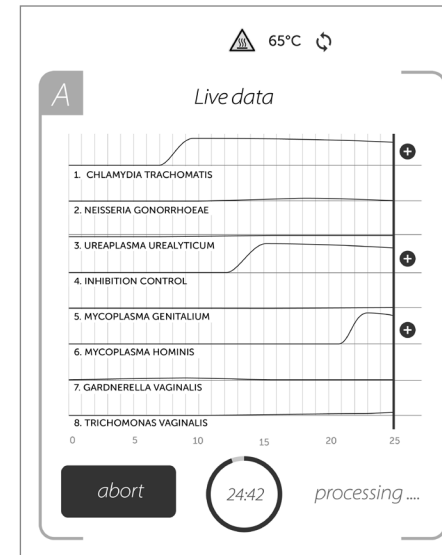 65°C
A
Live data
1. CHLAMYDIA TRACHOMATIS
2. NEISSERIA GONORRHOEAE
3. UREAPLASMA UREALYTICUM
4. INHIBITION CONTROL
5. MYCOPLASMA GENITALIUM
6. MYCOPLASMA HOMINIS
7. GARDNERELLA VAGINALIS
8. TRICHOMONAS VAGINALIS
0 5 10 15 20 25
abort 24:42 processing ....